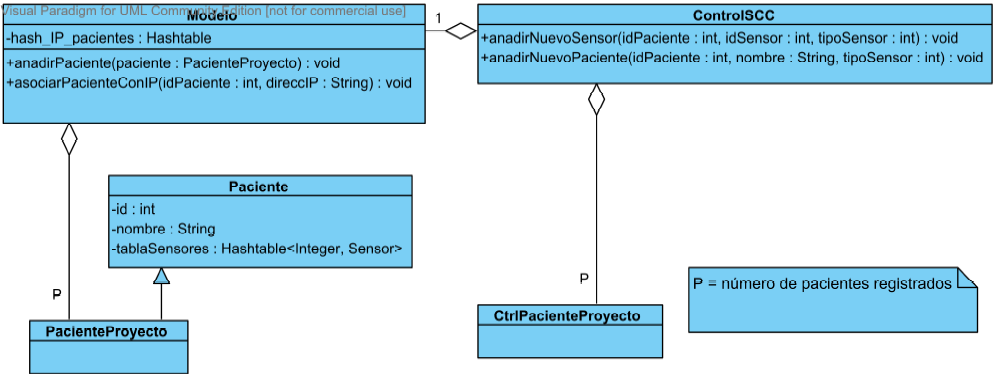 Visual Paradigm for UML Community Edition [not for commercial use]
Modelo
-hash_IP_pacientes : Hashtable
+anadirPaciente(paciente : PacienteProyecto) : void
+asociarPacienteConIP(idPaciente : int, direccIP : String) : void
1
ControlSCC
+anadirNuevoSensor(idPaciente : int, idSensor : int, tipoSensor : int) : void
+anadirNuevoPaciente(idPaciente : int, nombre : String, tipoSensor : int) : void
Paciente
-id : int
-nombre : String
-tablaSensores : Hashtable<Integer, Sensor>
P
PacienteProyecto
P
CtrlPacienteProyecto
P = número de pacientes registrados